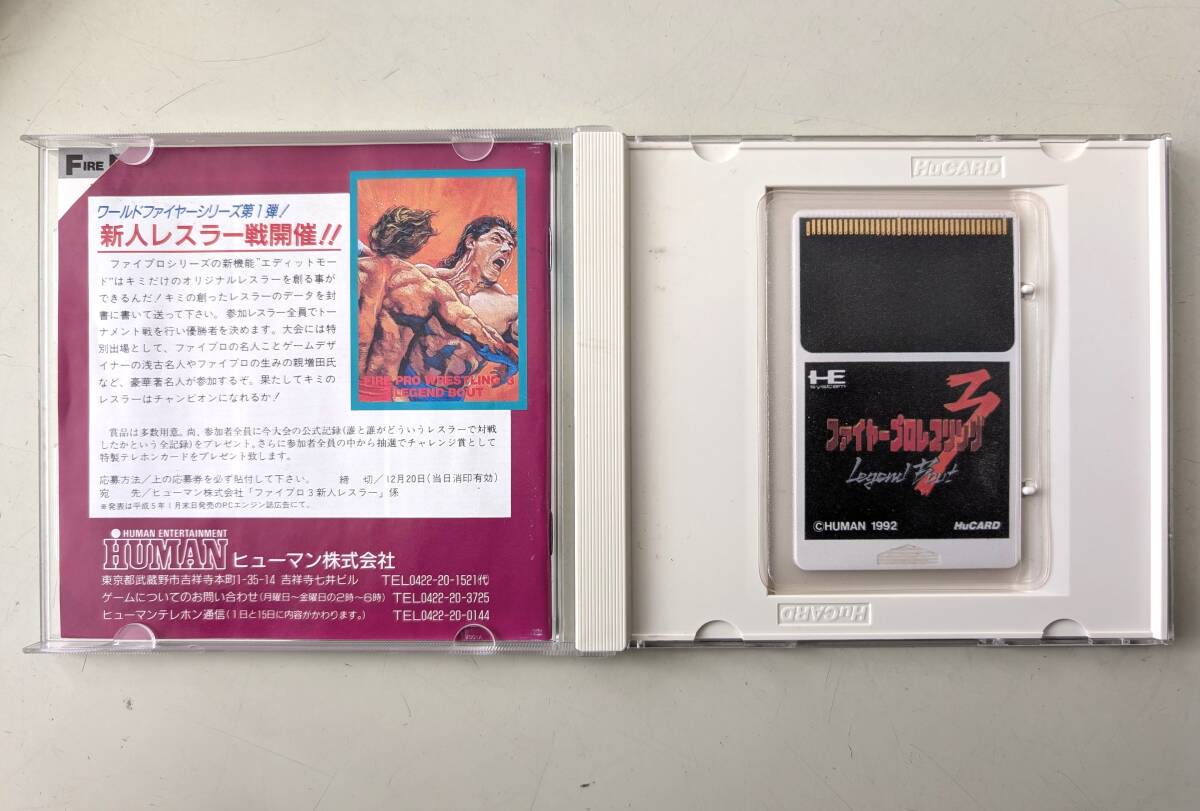 FIRE
ワールドファイヤーシリーズ第1弾!
新人レスラー戦開催!!
ファイプロシリーズの新機能"エディットモー
ド"はキミだけのオリジナルレスラーを創る事が
できるんだ!キミの創ったレスラーのデータを封
書に書いて送って下さい。参加レスラー全員でトー
ナメント戦を行い優勝者を決めます。大会には特
別出場として、ファイプロの名人ことゲームデザ
イナーの浅古名人やファイプロの生みの親増田氏
など、豪華著名人が参加するぞ。果たしてキミの
レスラーはチャンピオンになれるか!
賞品は多数用意。尚、参加者全員に今大会の公式記録(誰と誰がどういうレスラーで対戦
したかという全記録)をプレゼント。さらに参加者全員の中から抽選でチャレンジ賞として
特製テレホンカードをプレゼント致します。
応募方法/上の応募券を必ず貼付して下さい。 締 切/12月20日(当日消印有効)
宛 先/ヒューマン株式会社「ファイプロ3新人レスラー」係
※発表は平成5年1月末日発売のPCエンジン誌広告にて。
FIRE PRO WRESTLING 3
LEGEND BOUT
HUMAN ENTERTAINMENT
HUMAN ヒューマン株式会社
東京都武蔵野市吉祥寺本町1-35-14 吉祥寺七井ビル TEL0422-20-1521代
ゲームについてのお問い合わせ(月曜日〜金曜日の2時〜6時) TEL0422-20-3725
ヒューマンテレホン通信(1日と15日に内容がかわります。) TEL0422-20-0144
HuCARD
HE
system
ファイヤープロレスリング3
Legend Bout
©HUMAN 1992 HuCARD
HuCARD